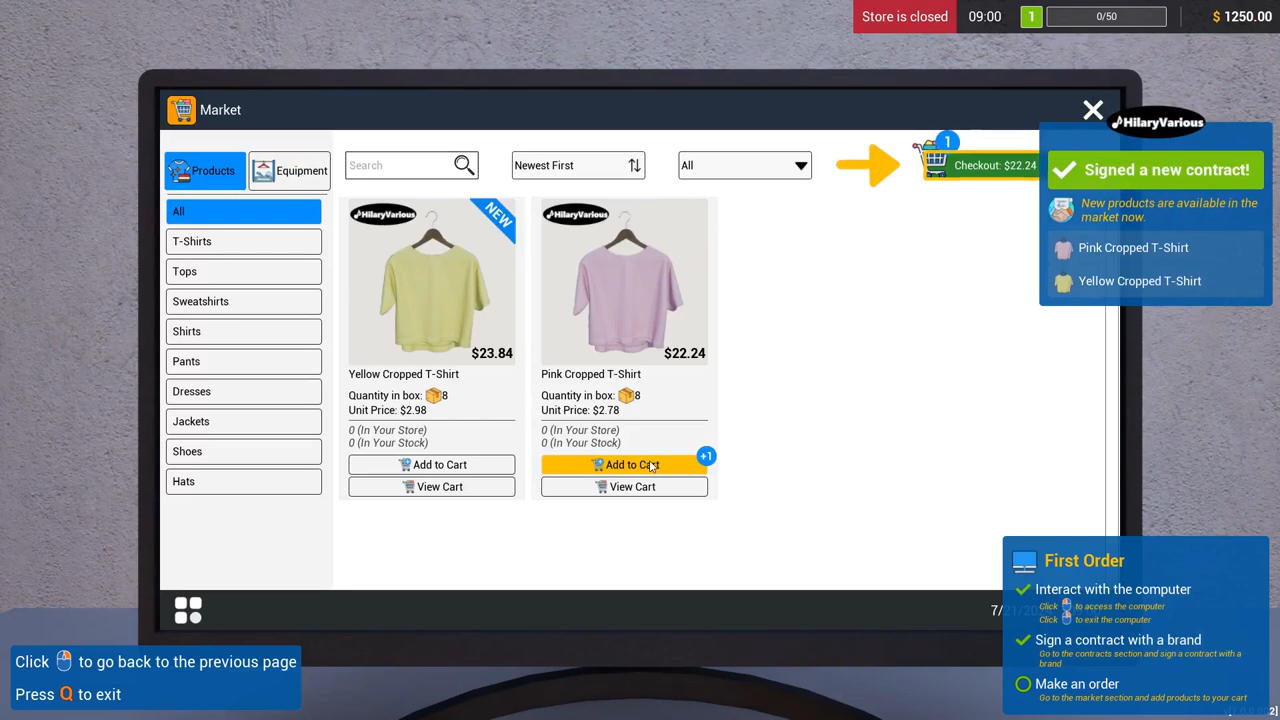 Store is closed
09:00
1
0/50
$ 1250.00
Market
HilaryVarious
Signed a new contract!
New products are available in the
market now.
Pink Cropped T-Shirt
Yellow Cropped T-Shirt
Products
Equipment
Search
Newest First
All
1
Checkout: $22.24
All
T-Shirts
Tops
Sweatshirts
Shirts
Pants
Dresses
Jackets
Shoes
Hats
HilaryVarious
NEW
$23.84
Yellow Cropped T-Shirt
Quantity in box: 8
Unit Price: $2.98
0 (In Your Store)
0 (In Your Stock)
Add to Cart
View Cart
HilaryVarious
$22.24
Pink Cropped T-Shirt
Quantity in box: 8
Unit Price: $2.78
0 (In Your Store)
0 (In Your Stock)
Add to Cart
+1
View Cart
First Order
Interact with the computer
Click to access the computer
Click to exit the computer
Sign a contract with a brand
Go to the contracts section and sign a contract with a
brand
Make an order
Go to the market section and add products to your cart
Click to go back to the previous page
Press Q to exit